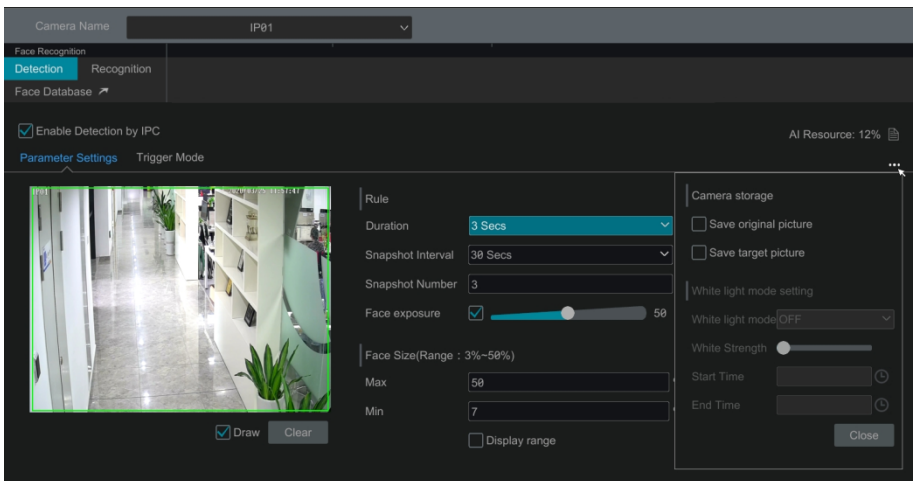 Camera Name IP01
Face Recognition
Detection Recognition
Face Database
Enable Detection by IPC
AI Resource: 12%
Parameter Settings Trigger Mode
...
IP01
Rule
Duration 3 Secs
Snapshot Interval 30 Secs
Snapshot Number 3
Face exposure 50
Face Size(Range : 3%~50%)
Max 50
Min 7
Display range
Draw Clear
Camera storage
Save original picture
Save target picture
White light mode setting
White light mode OFF
White Strength
Start Time
End Time
Close